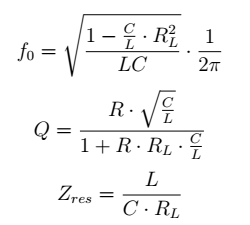 $f_0 = \sqrt{\frac{1 - \frac{C}{L} \cdot R_L^2}{LC}} \cdot \frac{1}{2\pi}$
$Q = \frac{R \cdot \sqrt{\frac{C}{L}}}{1 + R \cdot R_L \cdot \frac{C}{L}}$
$Z_{res} = \frac{L}{C \cdot R_L}$